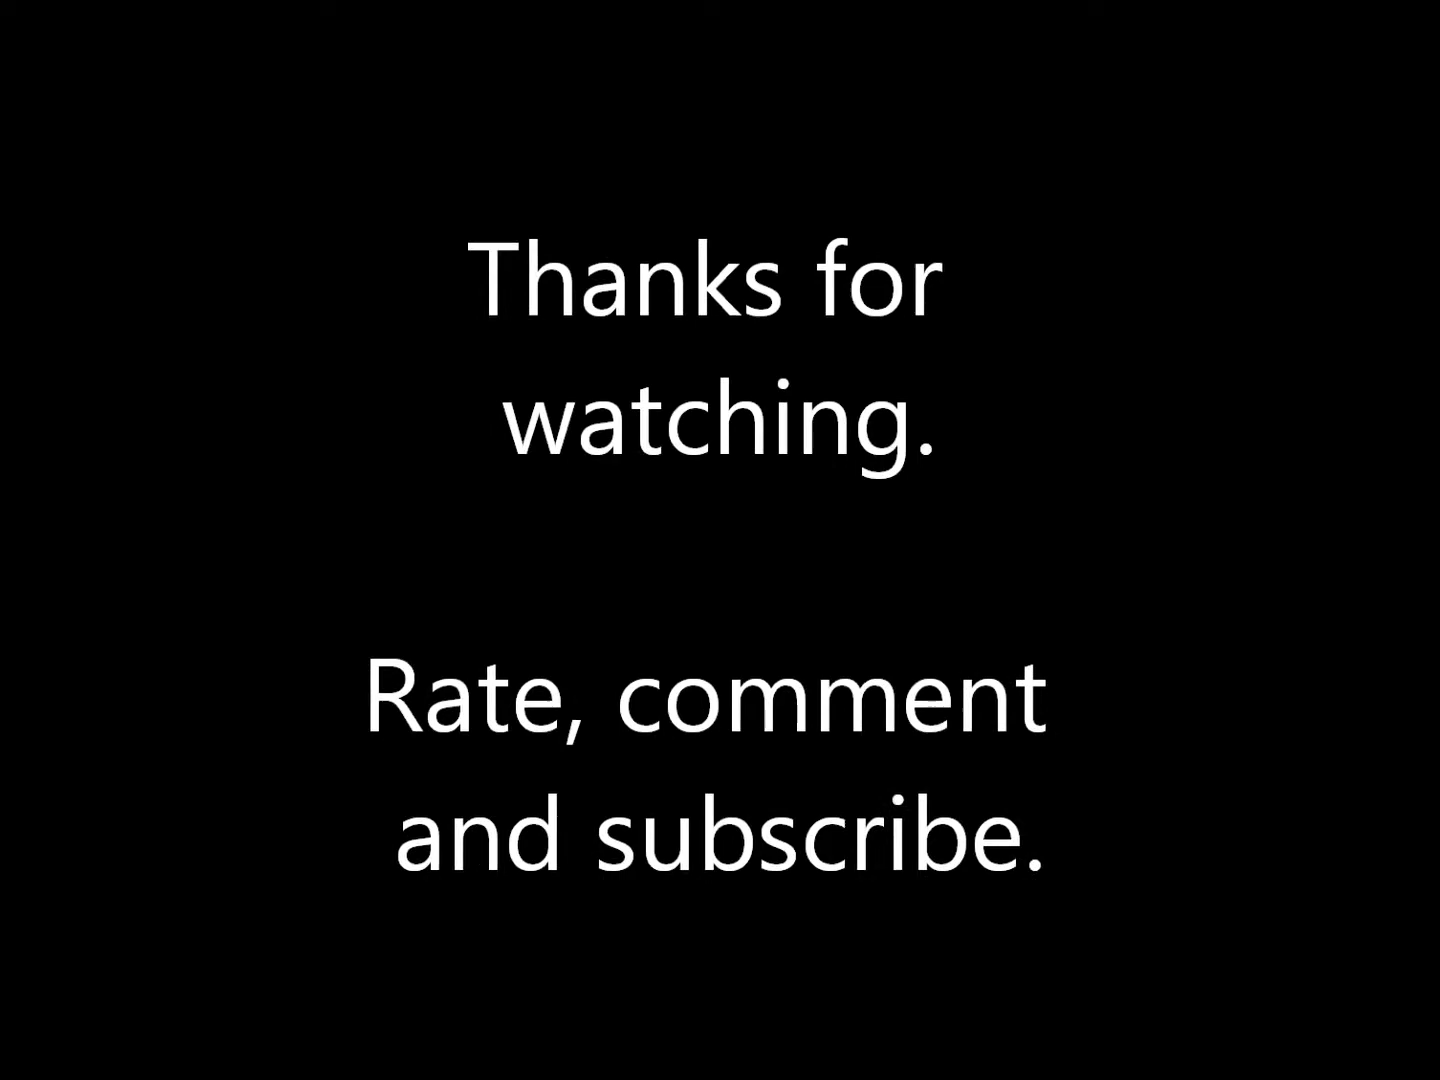 Thanks for
watching.
Rate, comment
and subscribe.